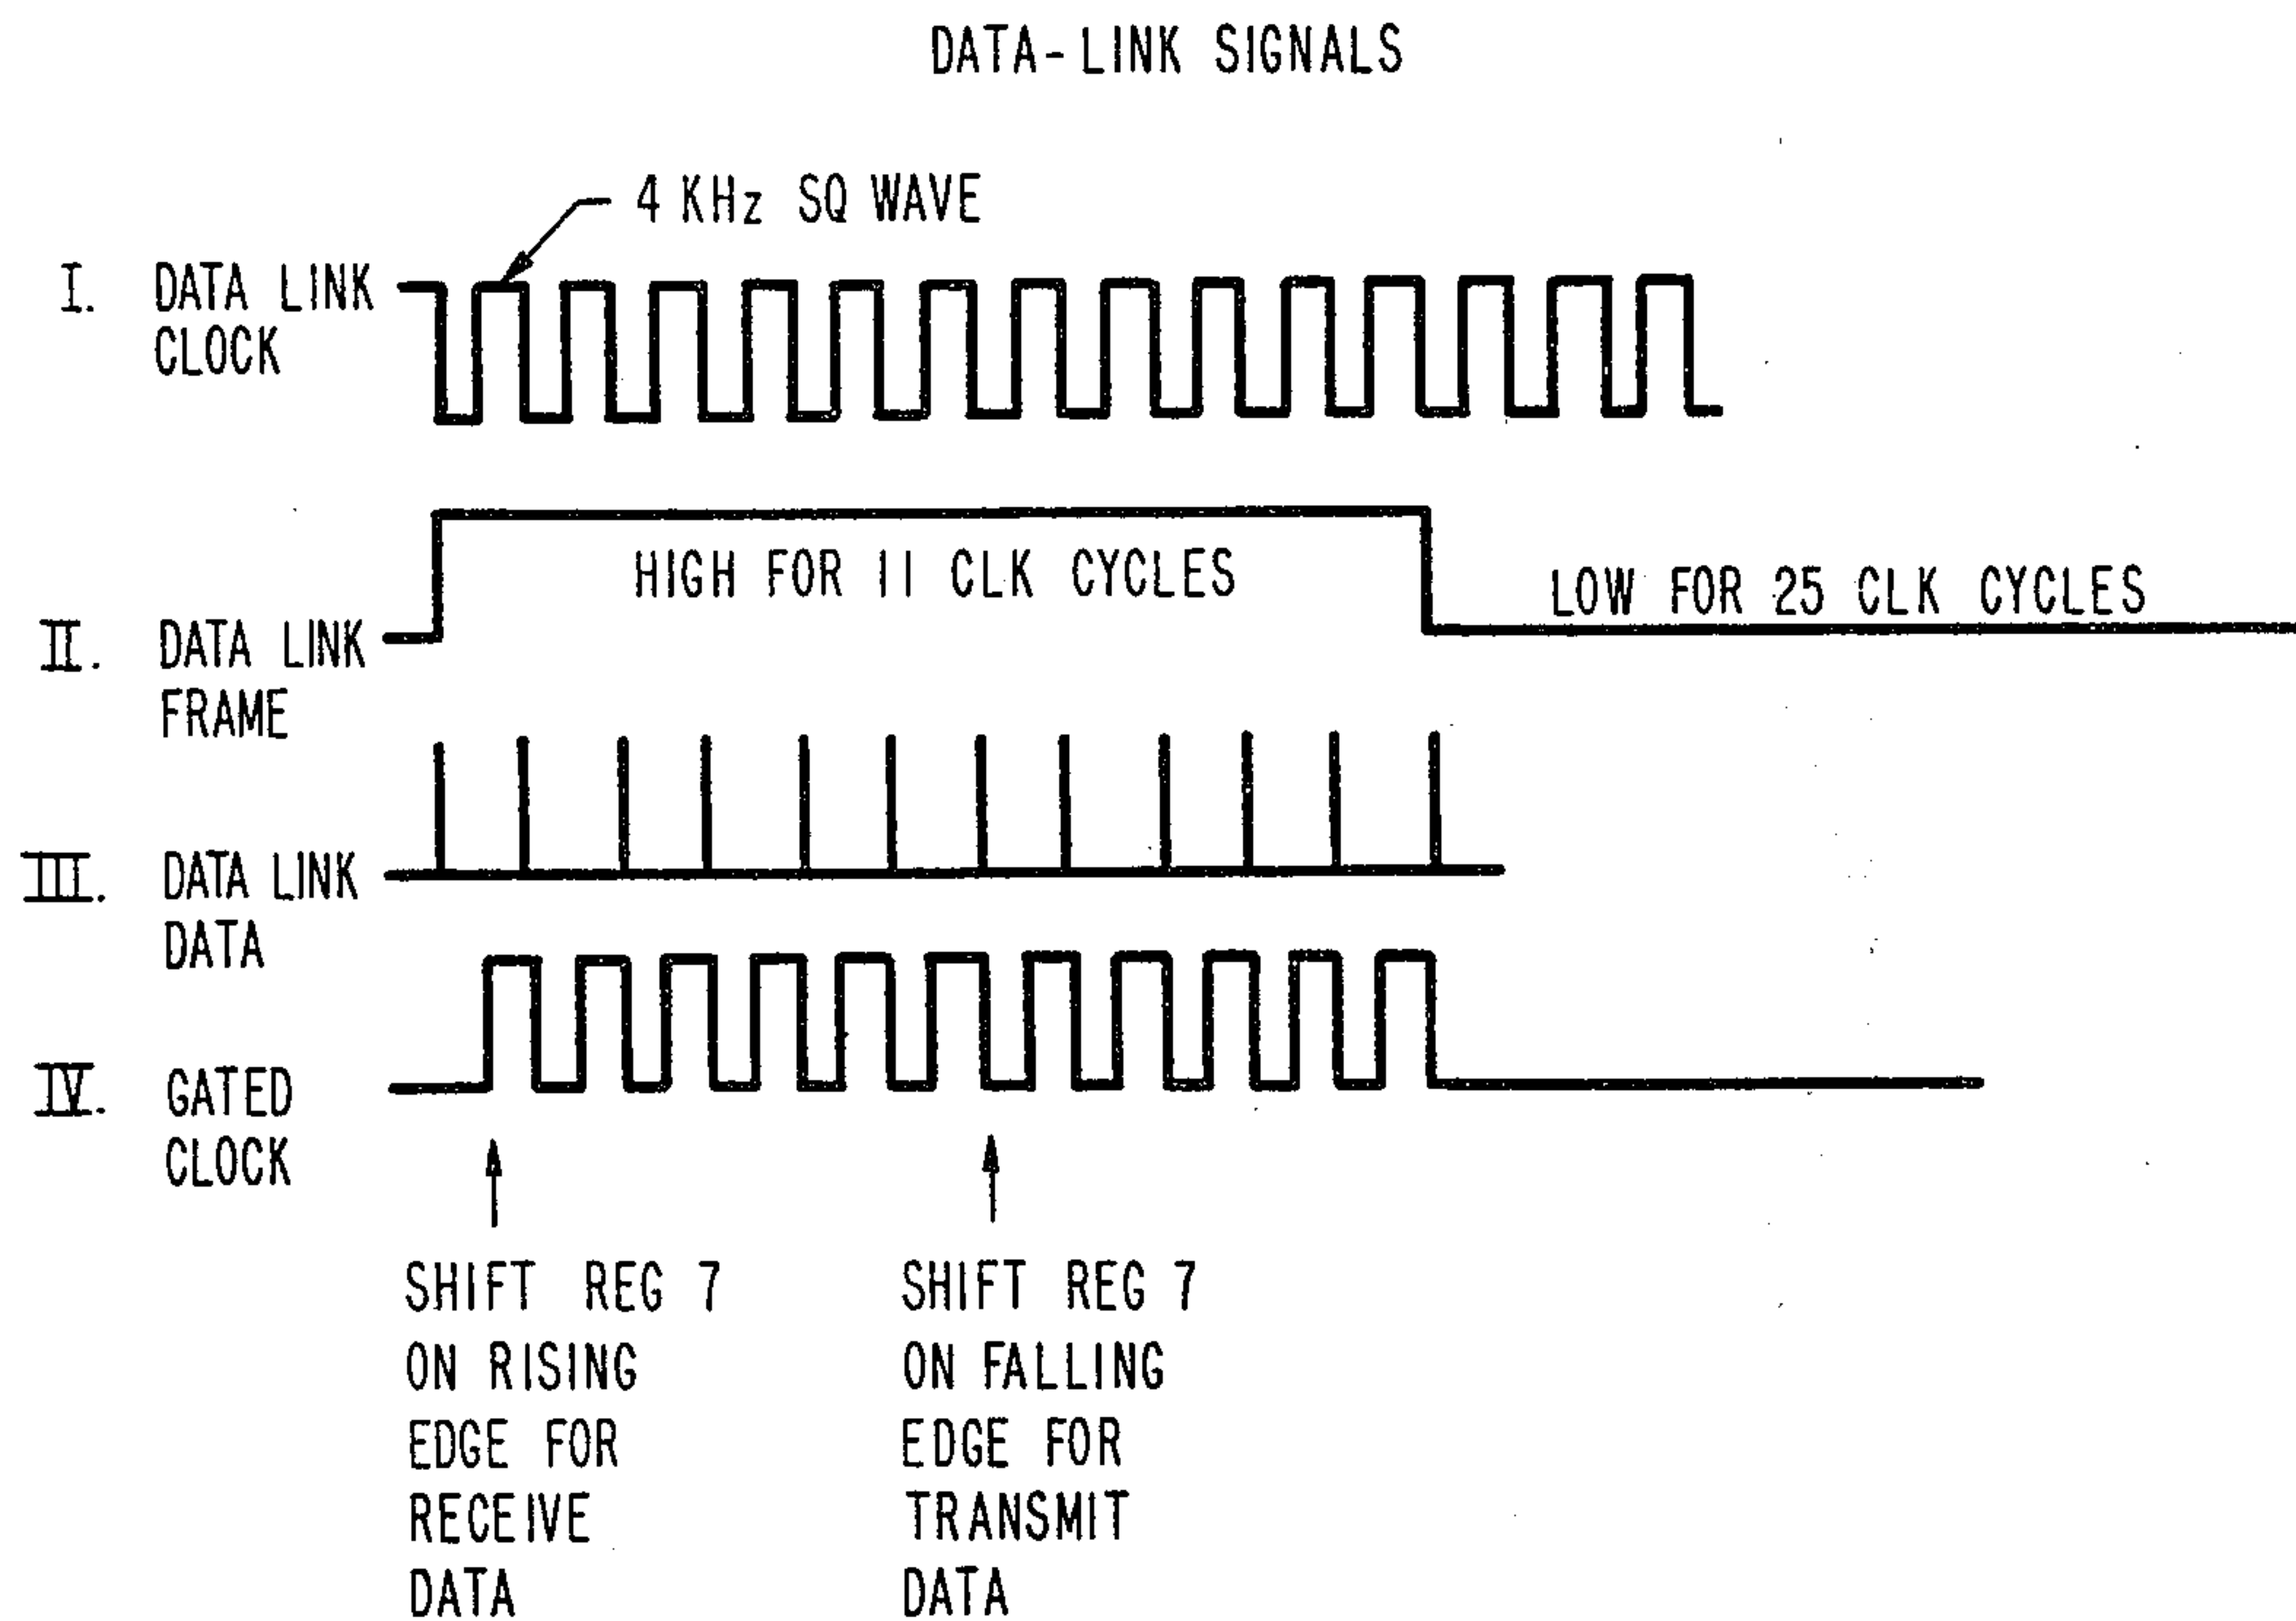 DATA-LINK SIGNALS
4 KHz SQ WAVE
I. DATA LINK
CLOCK
HIGH FOR 11 CLK CYCLES
LOW FOR 25 CLK CYCLES
II. DATA LINK
FRAME
III. DATA LINK
DATA
IV. GATED
CLOCK
SHIFT REG 7
ON RISING
EDGE FOR
RECEIVE
DATA
SHIFT REG 7
ON FALLING
EDGE FOR
TRANSMIT
DATA